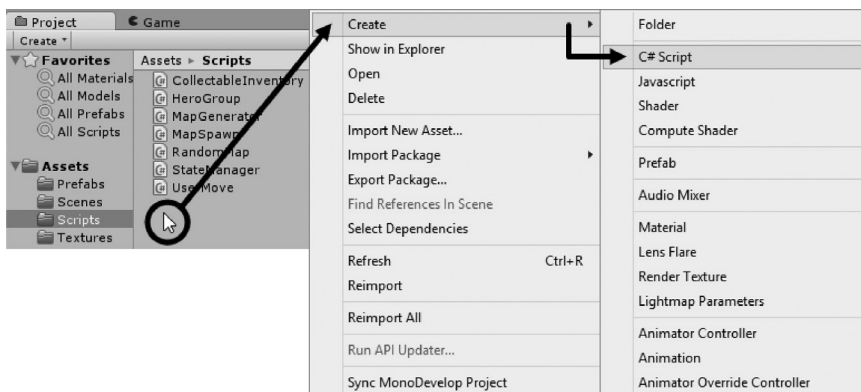 Project
Game
Create
Favorites
All Materials
All Models
All Prefabs
All Scripts
Assets
Prefabs
Scenes
Scripts
Textures
Assets ▸ Scripts
CollectableInventory
HeroGroup
MapGenerator
MapSpawn
RandomMap
StateManager
UserMove
Create
Show in Explorer
Open
Delete
Import New Asset...
Import Package
Export Package...
Find References In Scene
Select Dependencies
Refresh Ctrl+R
Reimport
Reimport All
Run API Updater...
Sync MonoDevelop Project
Folder
C# Script
Javascript
Shader
Compute Shader
Prefab
Audio Mixer
Material
Lens Flare
Render Texture
Lightmap Parameters
Animator Controller
Animation
Animator Override Controller